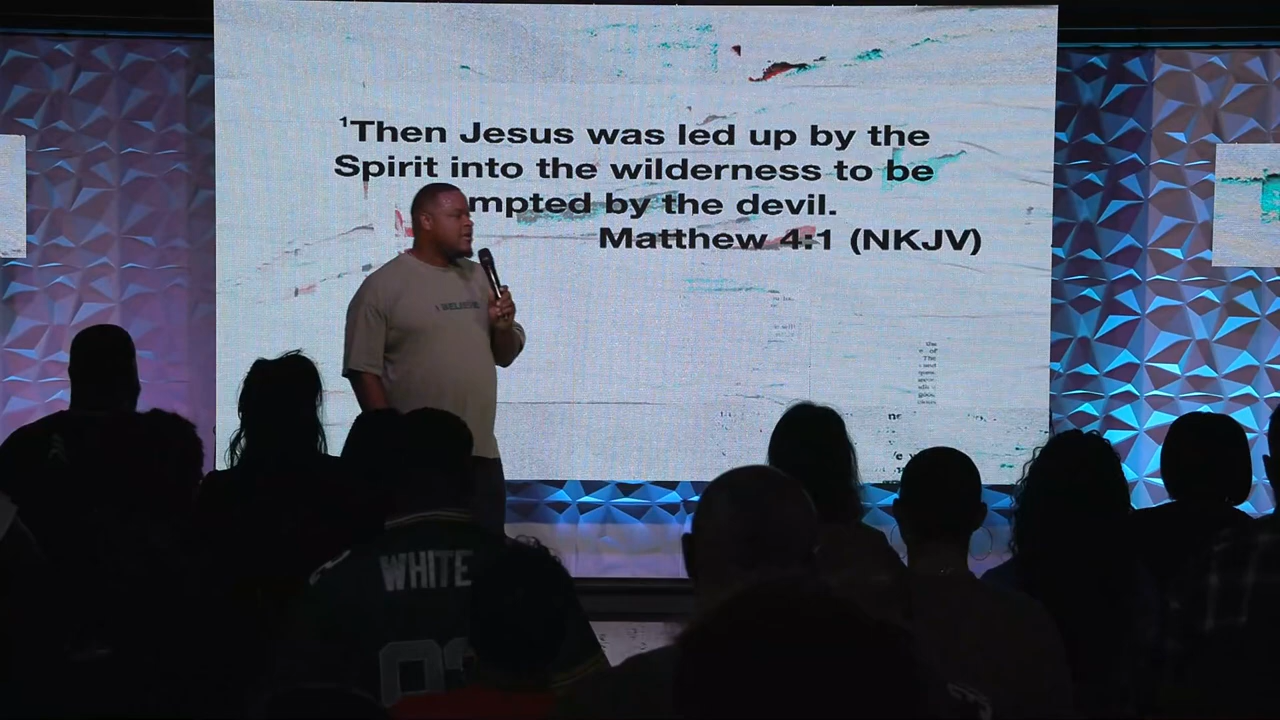 ¹Then Jesus was led up by the
Spirit into the wilderness to be
mpted by the devil.
Matthew 4:1 (NKJV)
WHITE